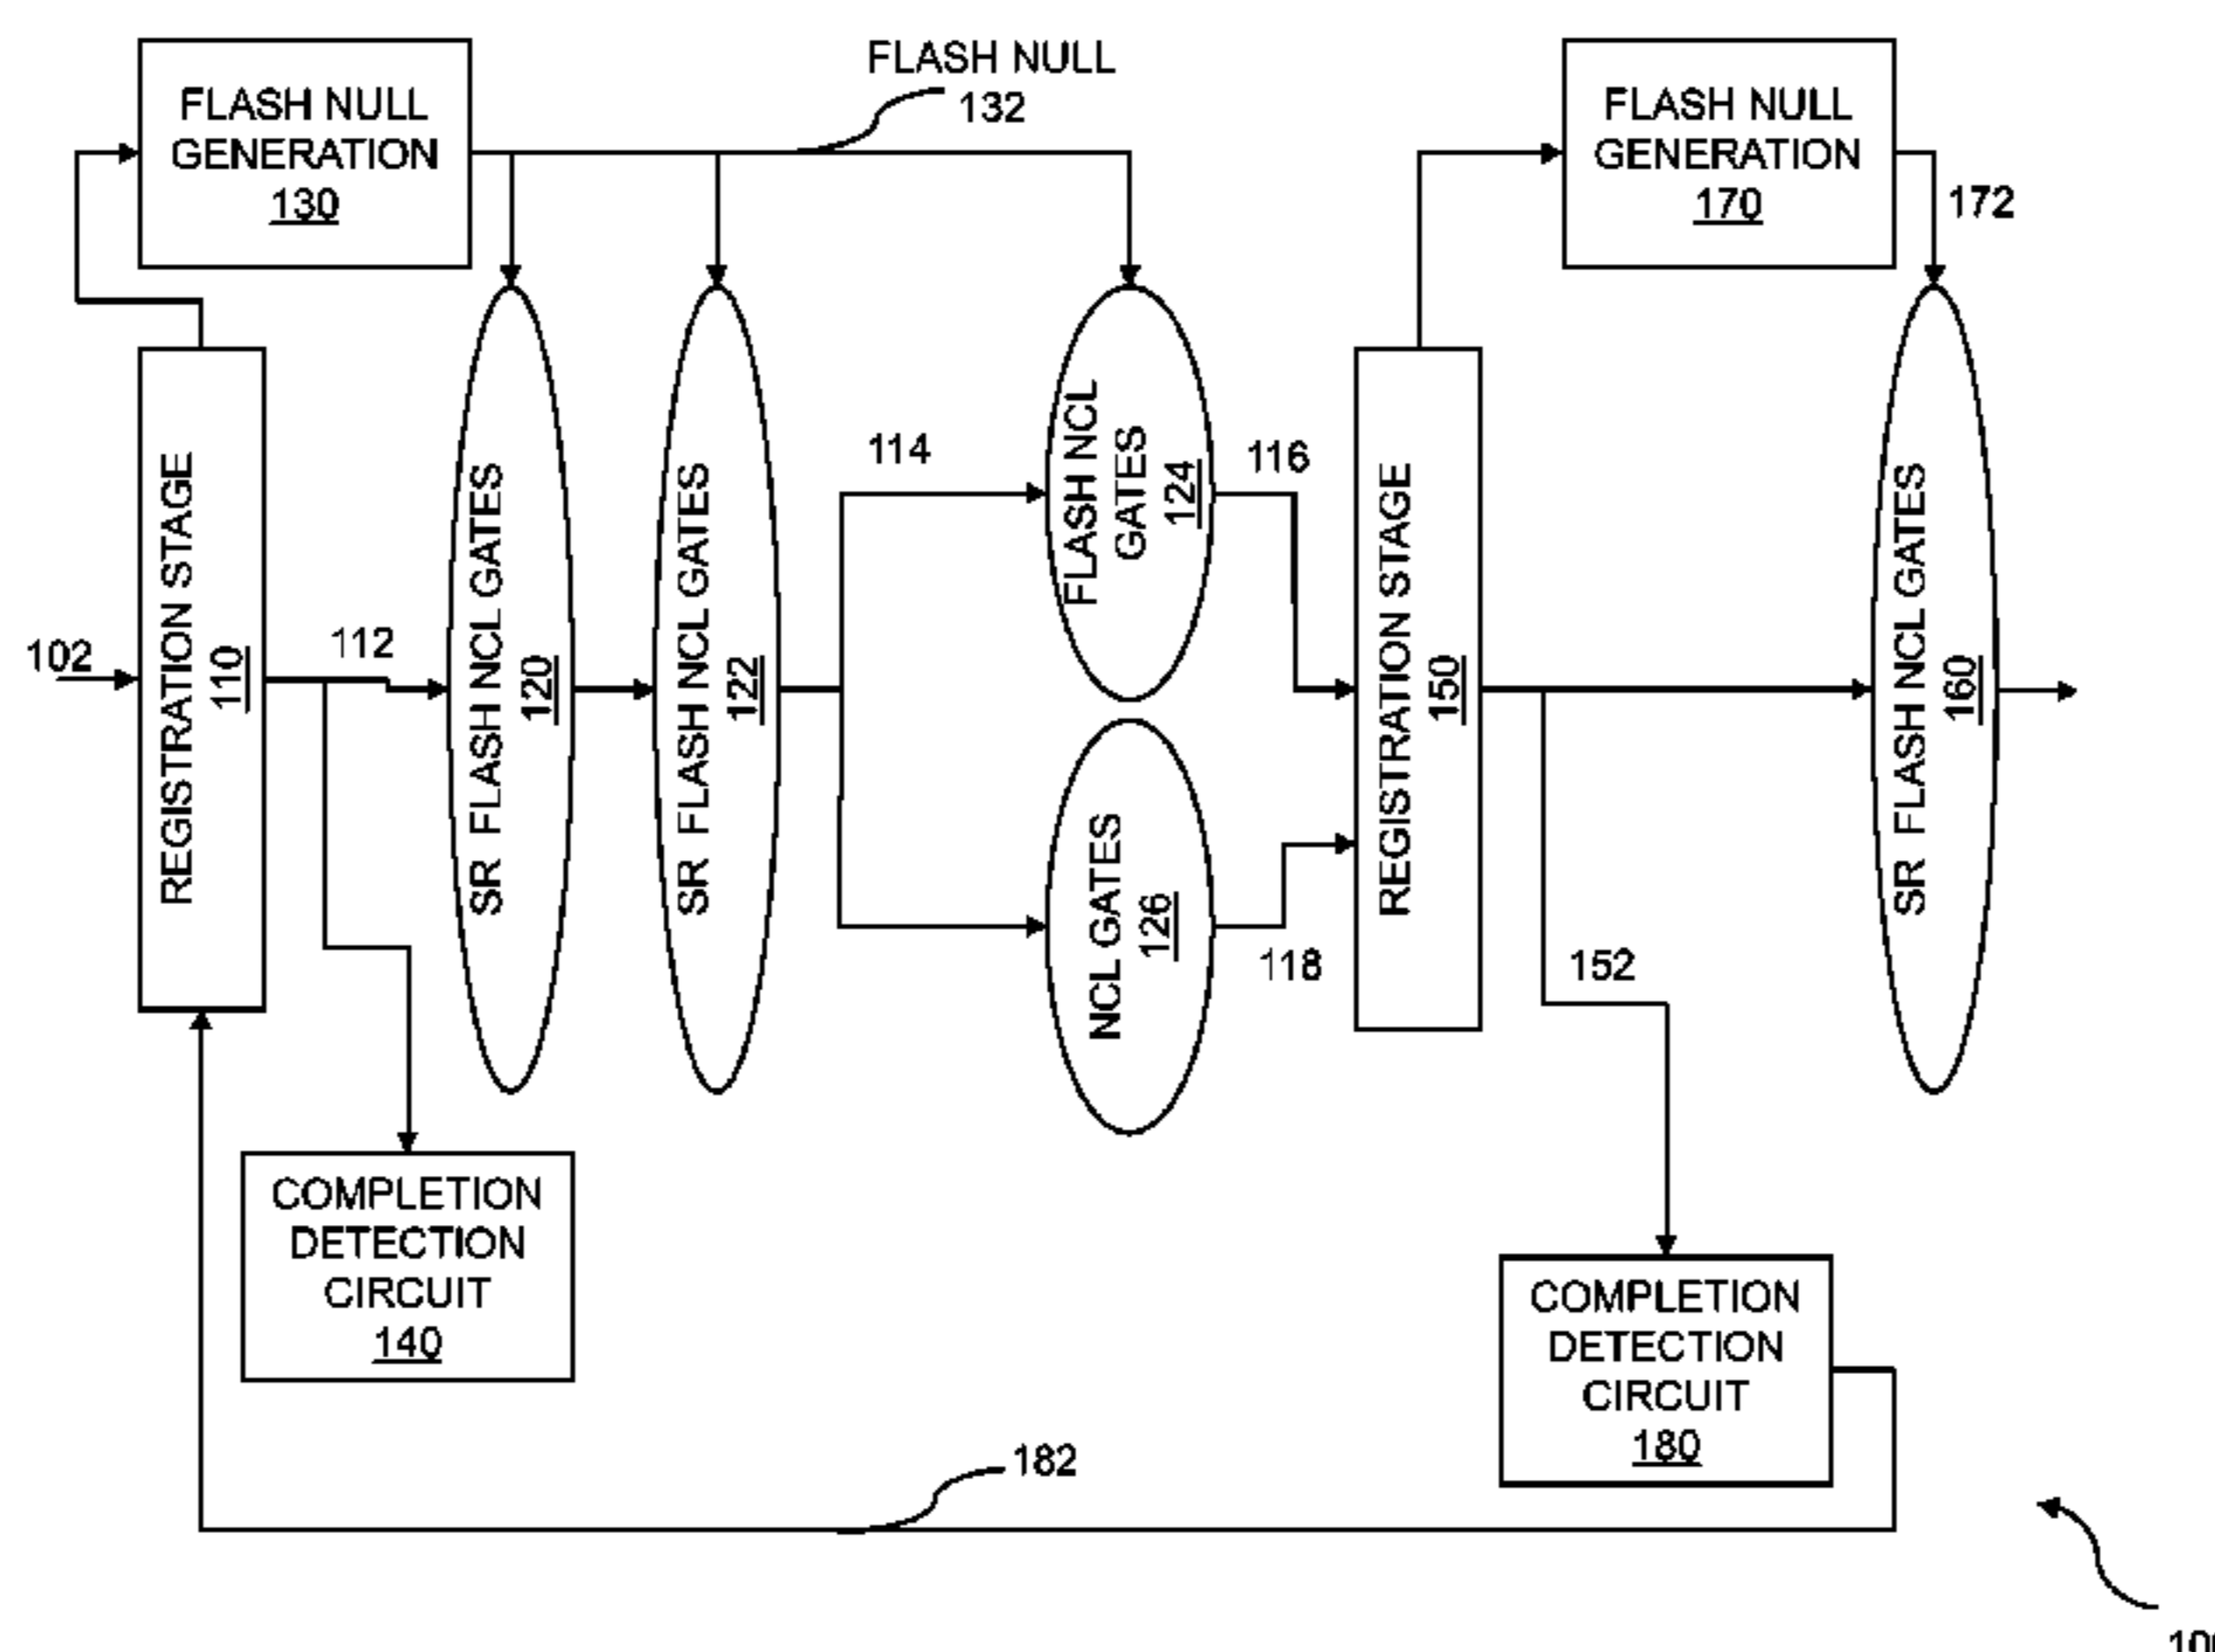 FLASH NULL
GENERATION
130
FLASH NULL
132
FLASH NULL
GENERATION
170
172
102
REGISTRATION STAGE
110
112
SR FLASH NCL GATES
120
SR FLASH NCL GATES
122
114
FLASH NCL
GATES
124
116
NCL GATES
126
118
REGISTRATION STAGE
150
152
SR FLASH NCL GATES
160
COMPLETION
DETECTION
CIRCUIT
140
COMPLETION
DETECTION
CIRCUIT
180
182